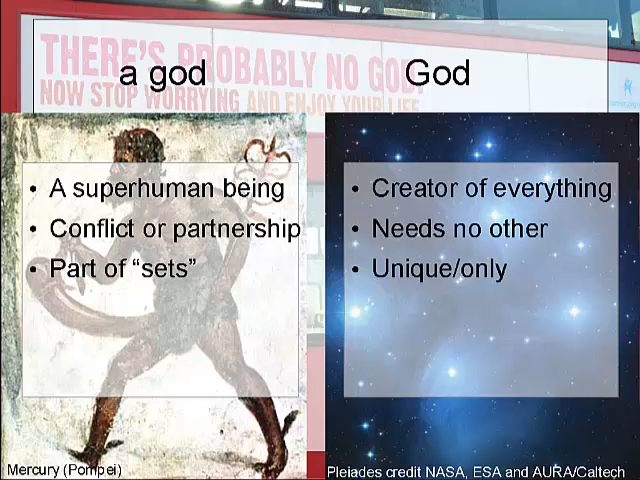 THERE'S PROBABLY NO GOD.
NOW STOP WORRYING AND ENJOY YOUR LIFE
a god
God
• A superhuman being
• Conflict or partnership
• Part of “sets”
• Creator of everything
• Needs no other
• Unique/only
Mercury (Pompei)
Pleiades credit NASA, ESA and AURA/Caltech